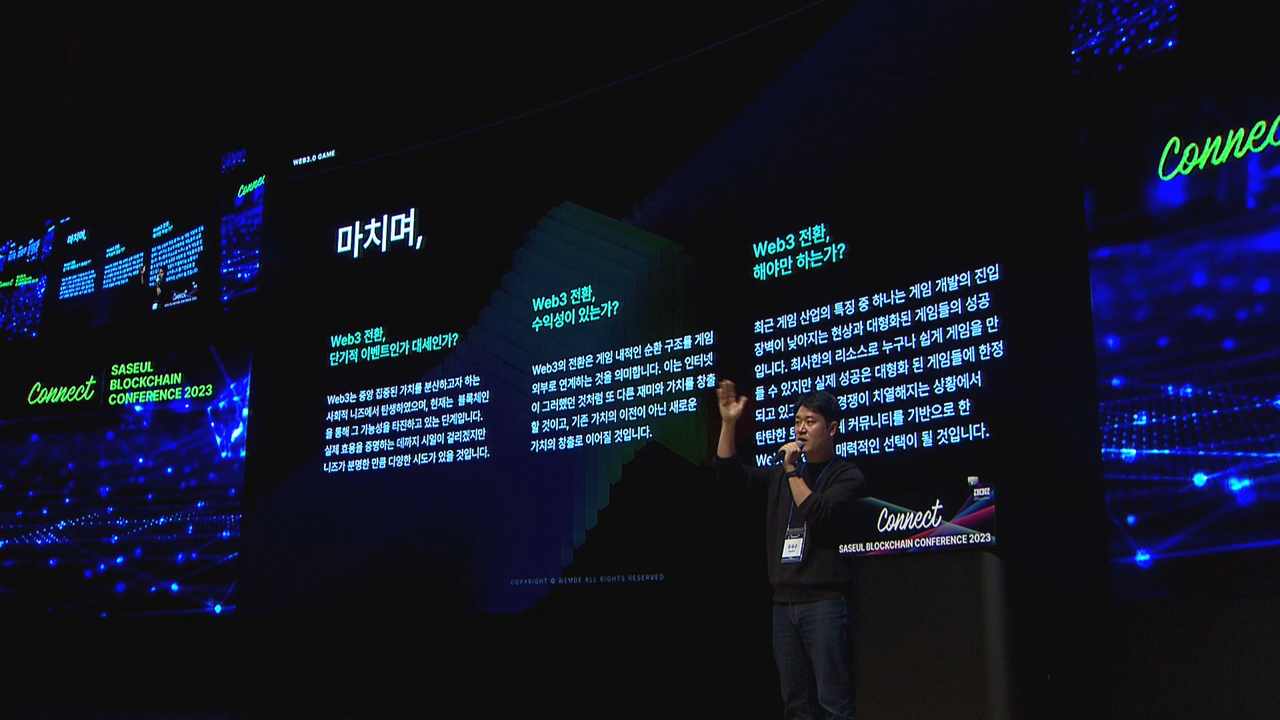 WEB3.0 GAME
마치며,
Web3 전환,
단기적 이벤트인가 대세인가?
Web3는 중앙 집중된 가치를 분산하고자 하는
사회적 니즈에서 탄생하였으며, 현재는 블록체인
을 통해 그 가능성을 타진하고 있는 단계입니다.
실제 효용을 증명하는 데까지 시일이 걸리겠지만
니즈가 분명한 만큼 다양한 시도가 있을 것입니다.
Web3 전환,
수익성이 있는가?
Web3의 전환은 게임 내적인 순환 구조를 게임
외부로 연계하는 것을 의미합니다. 이는 인터넷
이 그러했던 것처럼 또 다른 재미와 가치를 창출
할 것이고, 기존 가치의 이전이 아닌 새로운
가치의 창출로 이어질 것입니다.
Web3 전환,
해야만 하는가?
최근 게임 산업의 특징 중 하나는 게임 개발의 진입
장벽이 낮아지는 현상과 대형화된 게임들의 성공
입니다. 최사한의 리소스로 누구나 쉽게 게임을 만
들 수 있지만 실제 성공은 대형화 된 게임들에 한정
되고 있고 경쟁이 치열해지는 상황에서
탄탄한 커뮤니티를 기반으로 한
매력적인 선택이 될 것입니다.
COPYRIGHT © WEMADE ALL RIGHTS RESERVED.
Connect
SASEUL
BLOCKCHAIN
CONFERENCE 2023
Connect
Connect
Connect
SASEUL BLOCKCHAIN CONFERENCE 2023